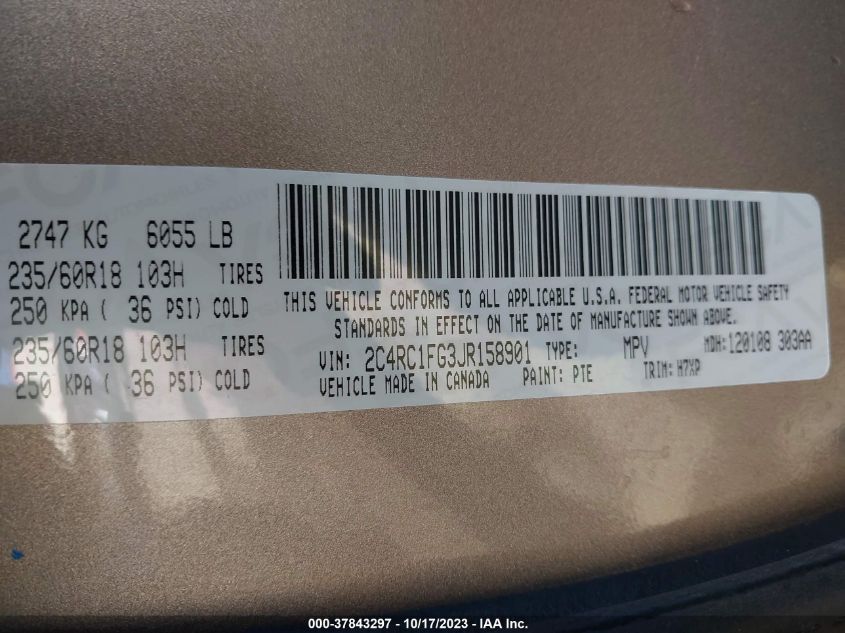 2747 KG 6055 LB
235/60R18 103H TIRES
250 KPA ( 36 PSI) COLD
235/60R18 103H TIRES
250 KPA ( 36 PSI) COLD
THIS VEHICLE CONFORMS TO ALL APPLICABLE U.S.A. FEDERAL MOTOR VEHICLE SAFETY
STANDARDS IN EFFECT ON THE DATE OF MANUFACTURE SHOWN ABOVE.
VIN: 2C4RC1FG3JR158901 TYPE: MPV MDH:120108 303AA
VEHICLE MADE IN CANADA PAINT: PTE TRIM: H7XP
000-37843297 - 10/17/2023 - IAA Inc.